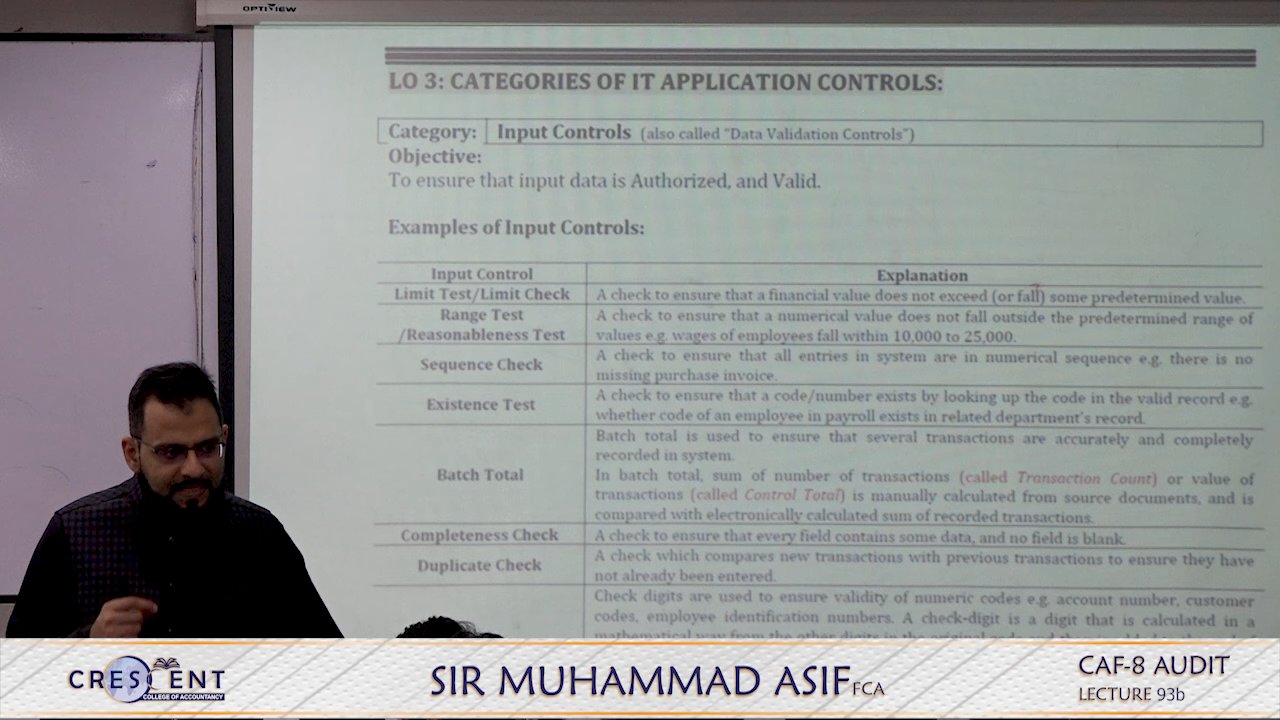 OPTIVIEW
LO 3: CATEGORIES OF IT APPLICATION CONTROLS:
Category: Input Controls (also called "Data Validation Controls")
Objective:
To ensure that input data is Authorized, and Valid.
Examples of Input Controls:
Input Control Explanation
Limit Test/Limit Check A check to ensure that a financial value does not exceed (or fall) some predetermined value.
Range Test A check to ensure that a numerical value does not fall outside the predetermined range of
/Reasonableness Test values e.g. wages of employees fall within 10,000 to 25,000.
Sequence Check A check to ensure that all entries in system are in numerical sequence e.g. there is no
missing purchase invoice.
Existence Test A check to ensure that a code/number exists by looking up the code in the valid record e.g.
whether code of an employee in payroll exists in related department's record.
Batch total is used to ensure that several transactions are accurately and completely
recorded in system.
Batch Total In batch total, sum of number of transactions (called Transaction Count) or value of
transactions (called Control Total) is manually calculated from source documents, and is
compared with electronically calculated sum of recorded transactions.
Completeness Check A check to ensure that every field contains some data, and no field is blank.
Duplicate Check A check which compares new transactions with previous transactions to ensure they have
not already been entered.
Check digits are used to ensure validity of numeric codes e.g. account number, customer
codes, employee identification numbers. A check-digit is a digit that is calculated in a
CRESCENT
COLLEGE OF ACCOUNTANCY
SIR MUHAMMAD ASIF FCA
CAF-8 AUDIT
LECTURE 93b